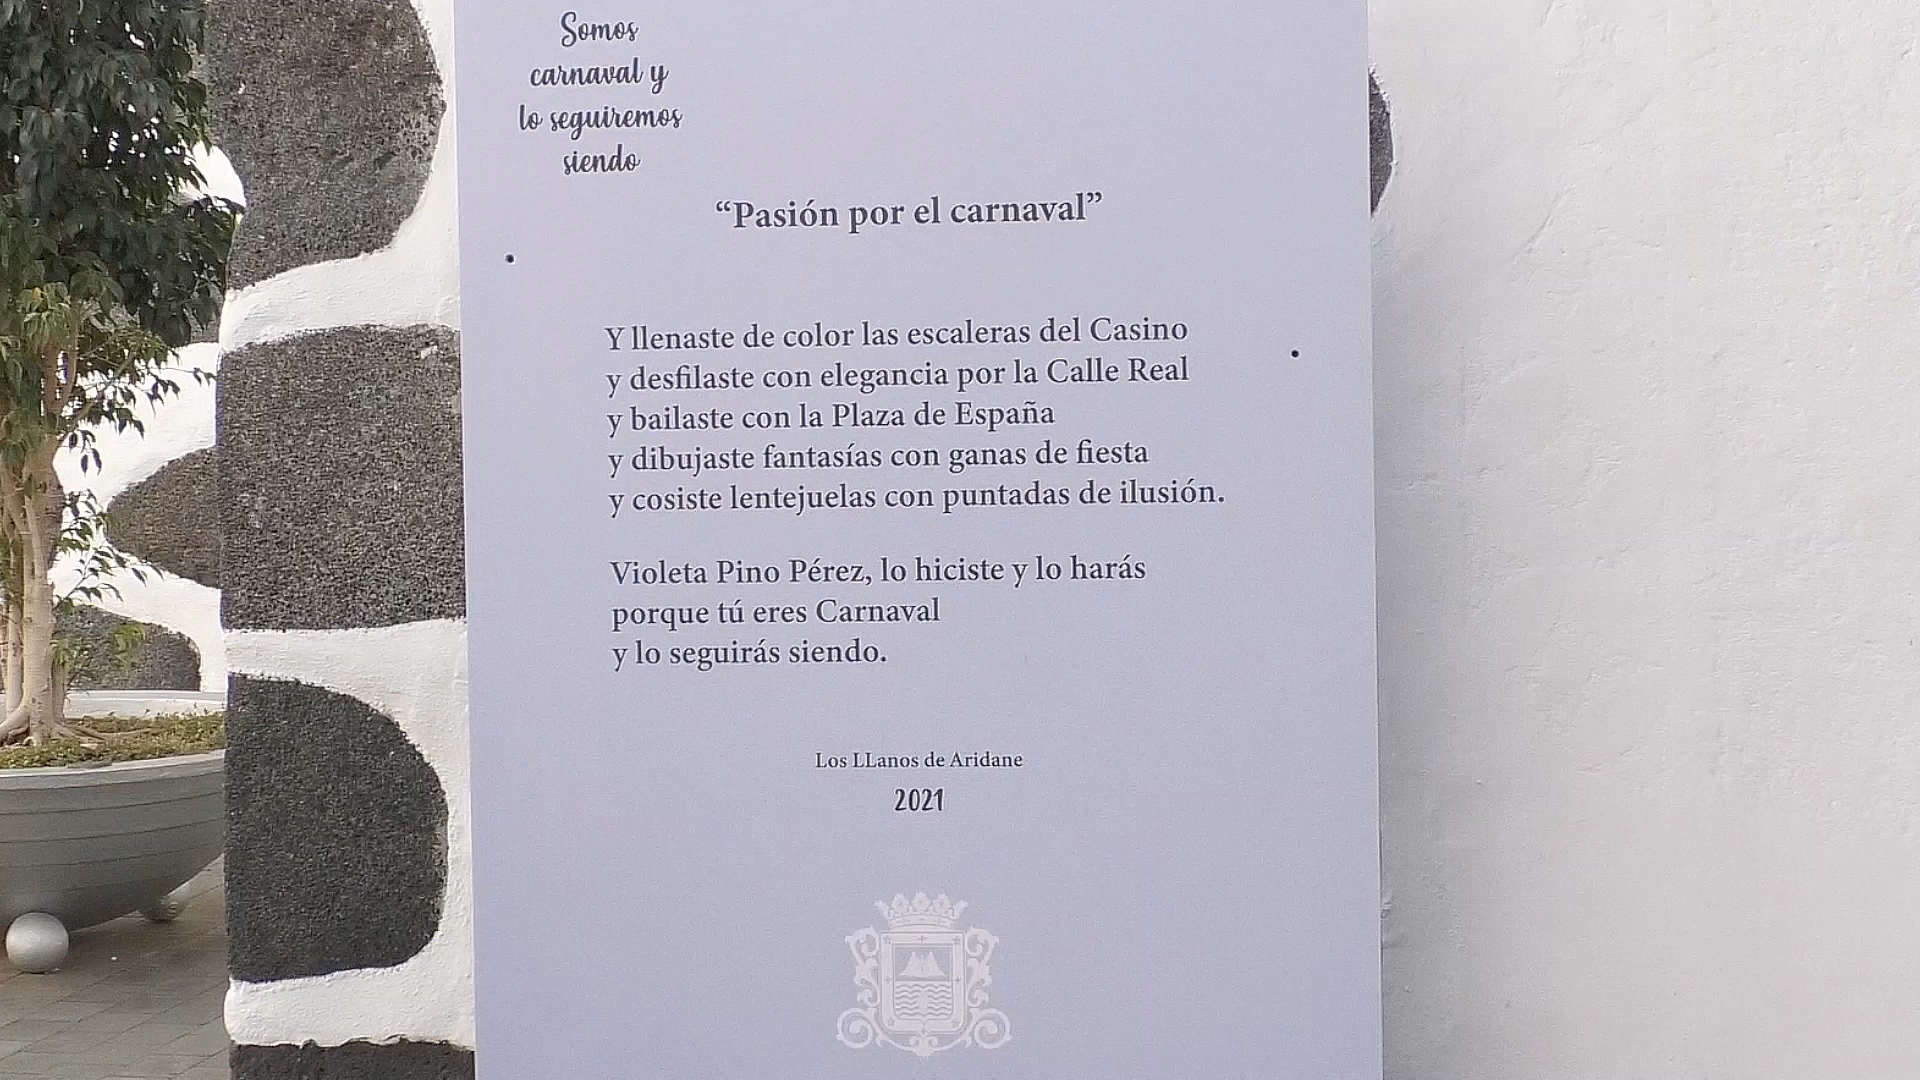 Somos
carnaval y
lo seguiremos
siendo
“Pasión por el carnaval”
Y llenaste de color las escaleras del Casino
y desfilaste con elegancia por la Calle Real
y bailaste con la Plaza de España
y dibujaste fantasías con ganas de fiesta
y cosiste lentejuelas con puntadas de ilusión.
Violeta Pino Pérez, lo hiciste y lo harás
porque tú eres Carnaval
y lo seguirás siendo.
Los LLanos de Aridane
2021